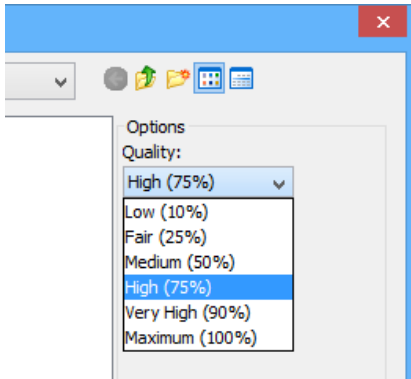 Options
Quality:
High (75%)
Low (10%)
Fair (25%)
Medium (50%)
High (75%)
Very High (90%)
Maximum (100%)